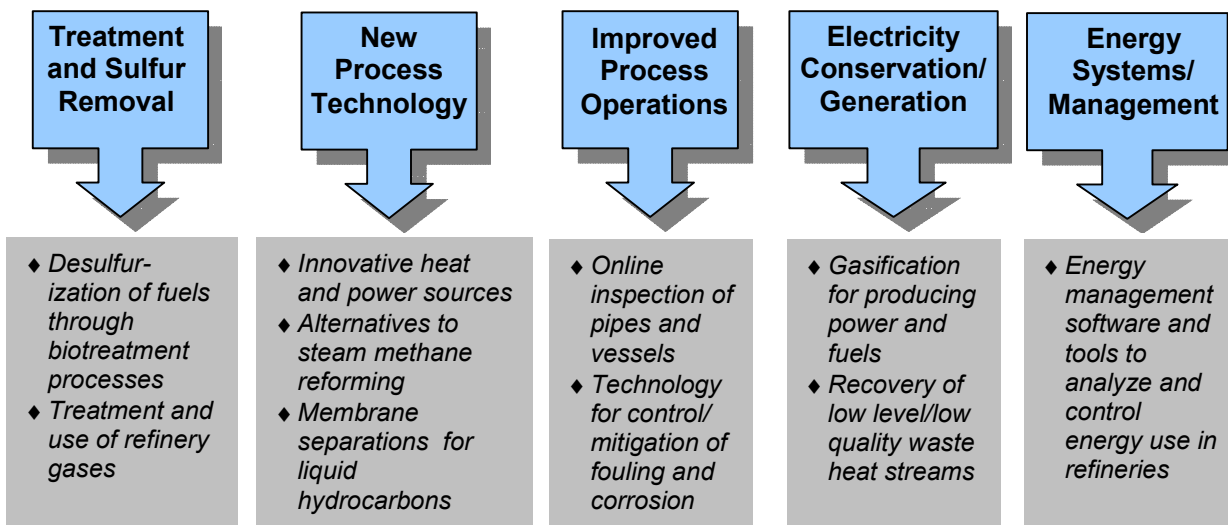 Treatment
and Sulfur
Removal
♦ Desulfur-
ization of fuels
through
biotreatment
processes
♦ Treatment and
use of refinery
gases
New
Process
Technology
♦ Innovative heat
and power sources
♦ Alternatives to
steam methane
reforming
♦ Membrane
separations for
liquid
hydrocarbons
Improved
Process
Operations
♦ Online
inspection of
pipes and
vessels
♦ Technology
for control/
mitigation of
fouling and
corrosion
Electricity
Conservation/
Generation
♦ Gasification
for producing
power and
fuels
♦ Recovery of
low level/low
quality waste
heat streams
Energy
Systems/
Management
♦ Energy
management
software and
tools to
analyze and
control
energy use in
refineries